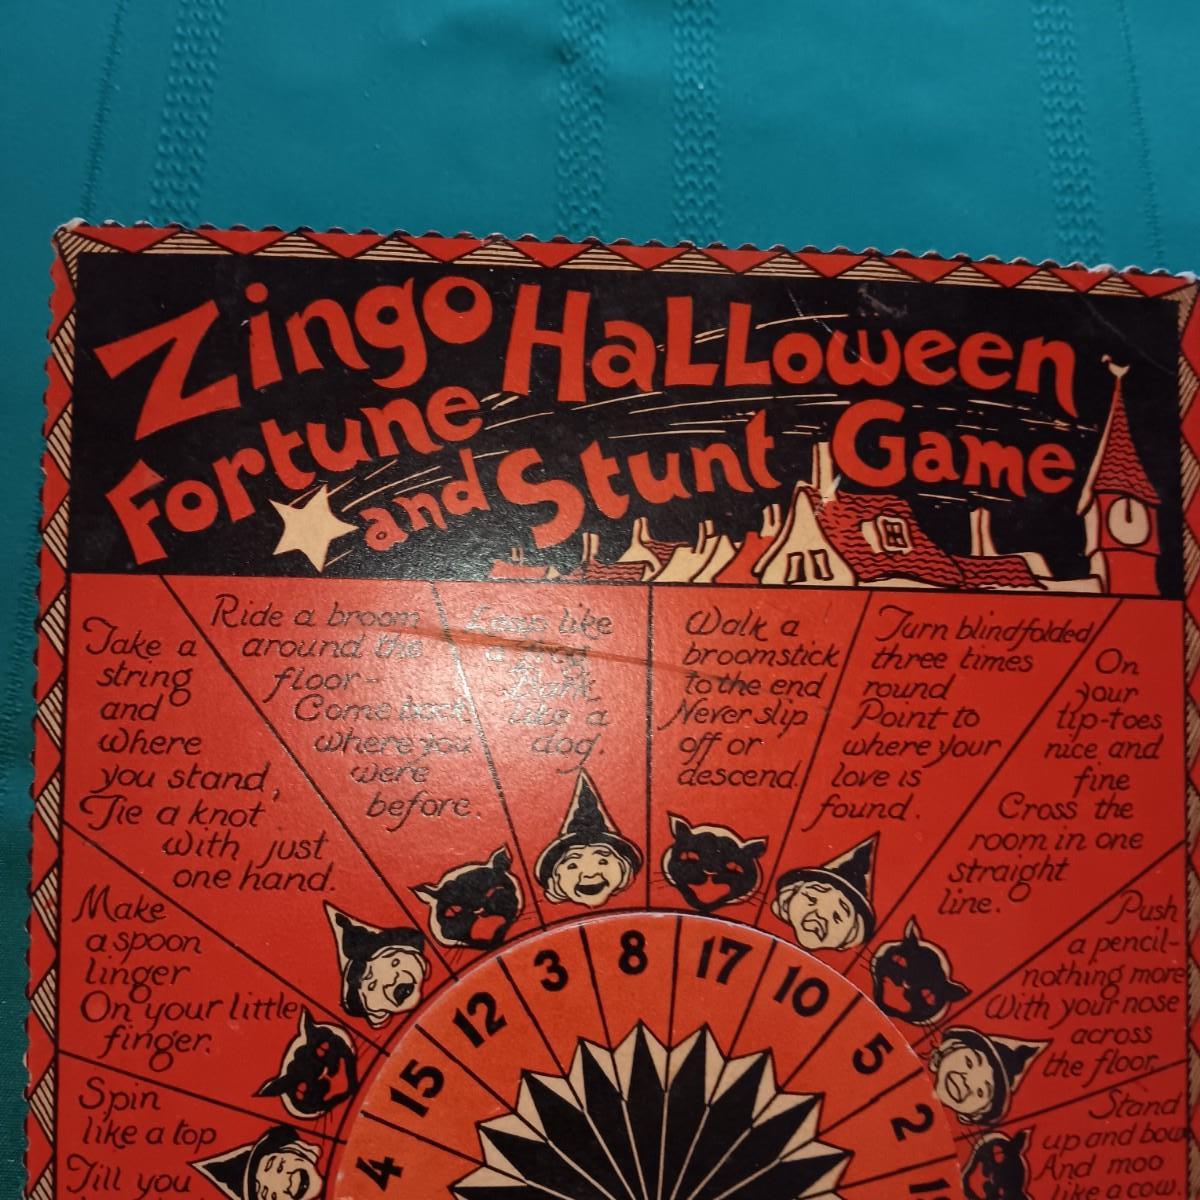 Zingo Halloween
Fortune
and Stunt Game
Take a
string
and
where
you stand,
Tie a knot
with just
one hand.
Ride a broom
around the
floor-
Come back
where you
were
before.
Leap like
a frog
Bark
like a
dog.
Walk a
broomstick
to the end
Never slip
off or
descend.
Turn blindfolded
three times
round
Point to
where your
love is
found.
On
your
tip-toes
nice and
fine
Cross the
room in one
straight
line.
Push
a pencil-
nothing more
With your nose
across
the floor.
Stand
up and bow
And moo
like a cow.
Make
a spoon
linger
On your little
finger.
Spin
like a top
Till you
4
15
12
3
8
17
10
5
2